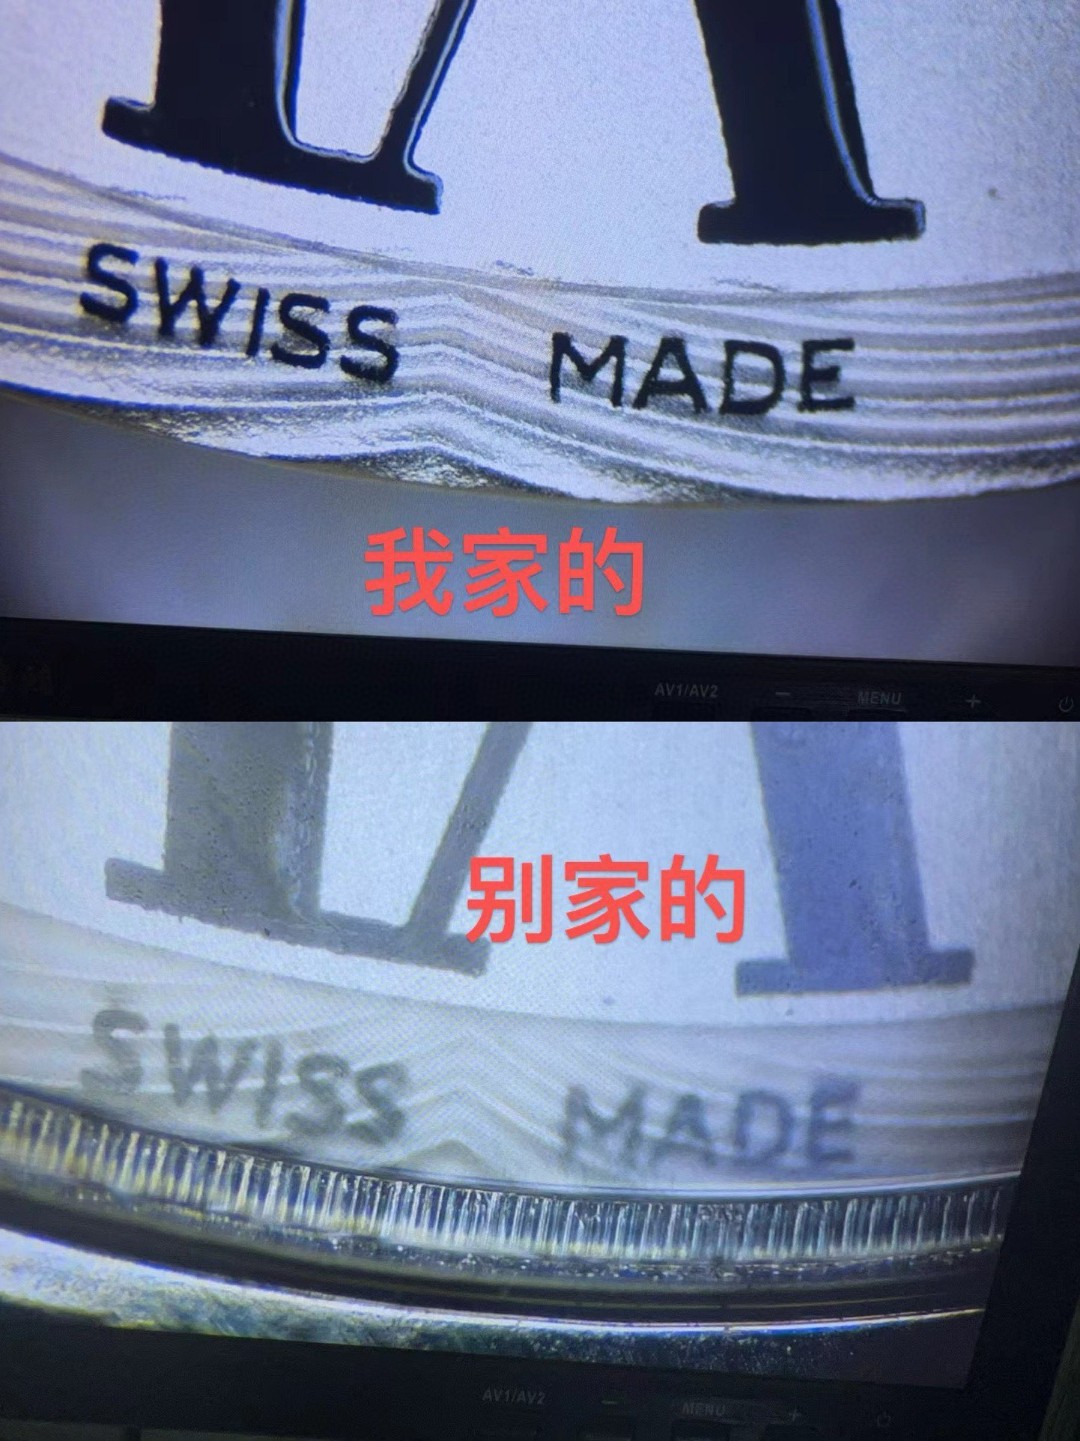 SWISS MADE
我家的
AV1/AV2 — MENU +
别家的
SWISS MADE
AV1/AV2 — MENU +